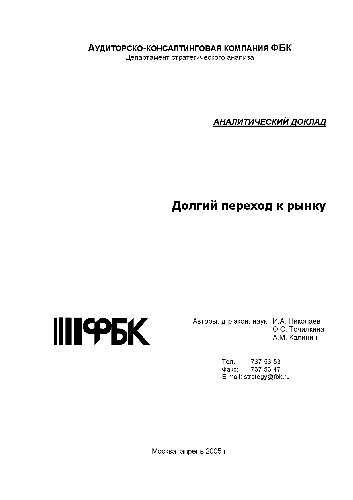 АУДИТОРСКО-КОНСАЛТИНГОВАЯ КОМПАНИЯ ФБК
Департамент стратегического анализа
АНАЛИТИЧЕСКИЙ ДОКЛАД
Долгий переход к рынку
ФБК
Авторы: д-р экон. наук И.А. Николаев
О.С. Точилкина
А.М. Калинин
Тел.: 737-53-53
Факс: 737-53-47
E-mail: strategy@fbk.ru
Москва, апрель 2005 г.